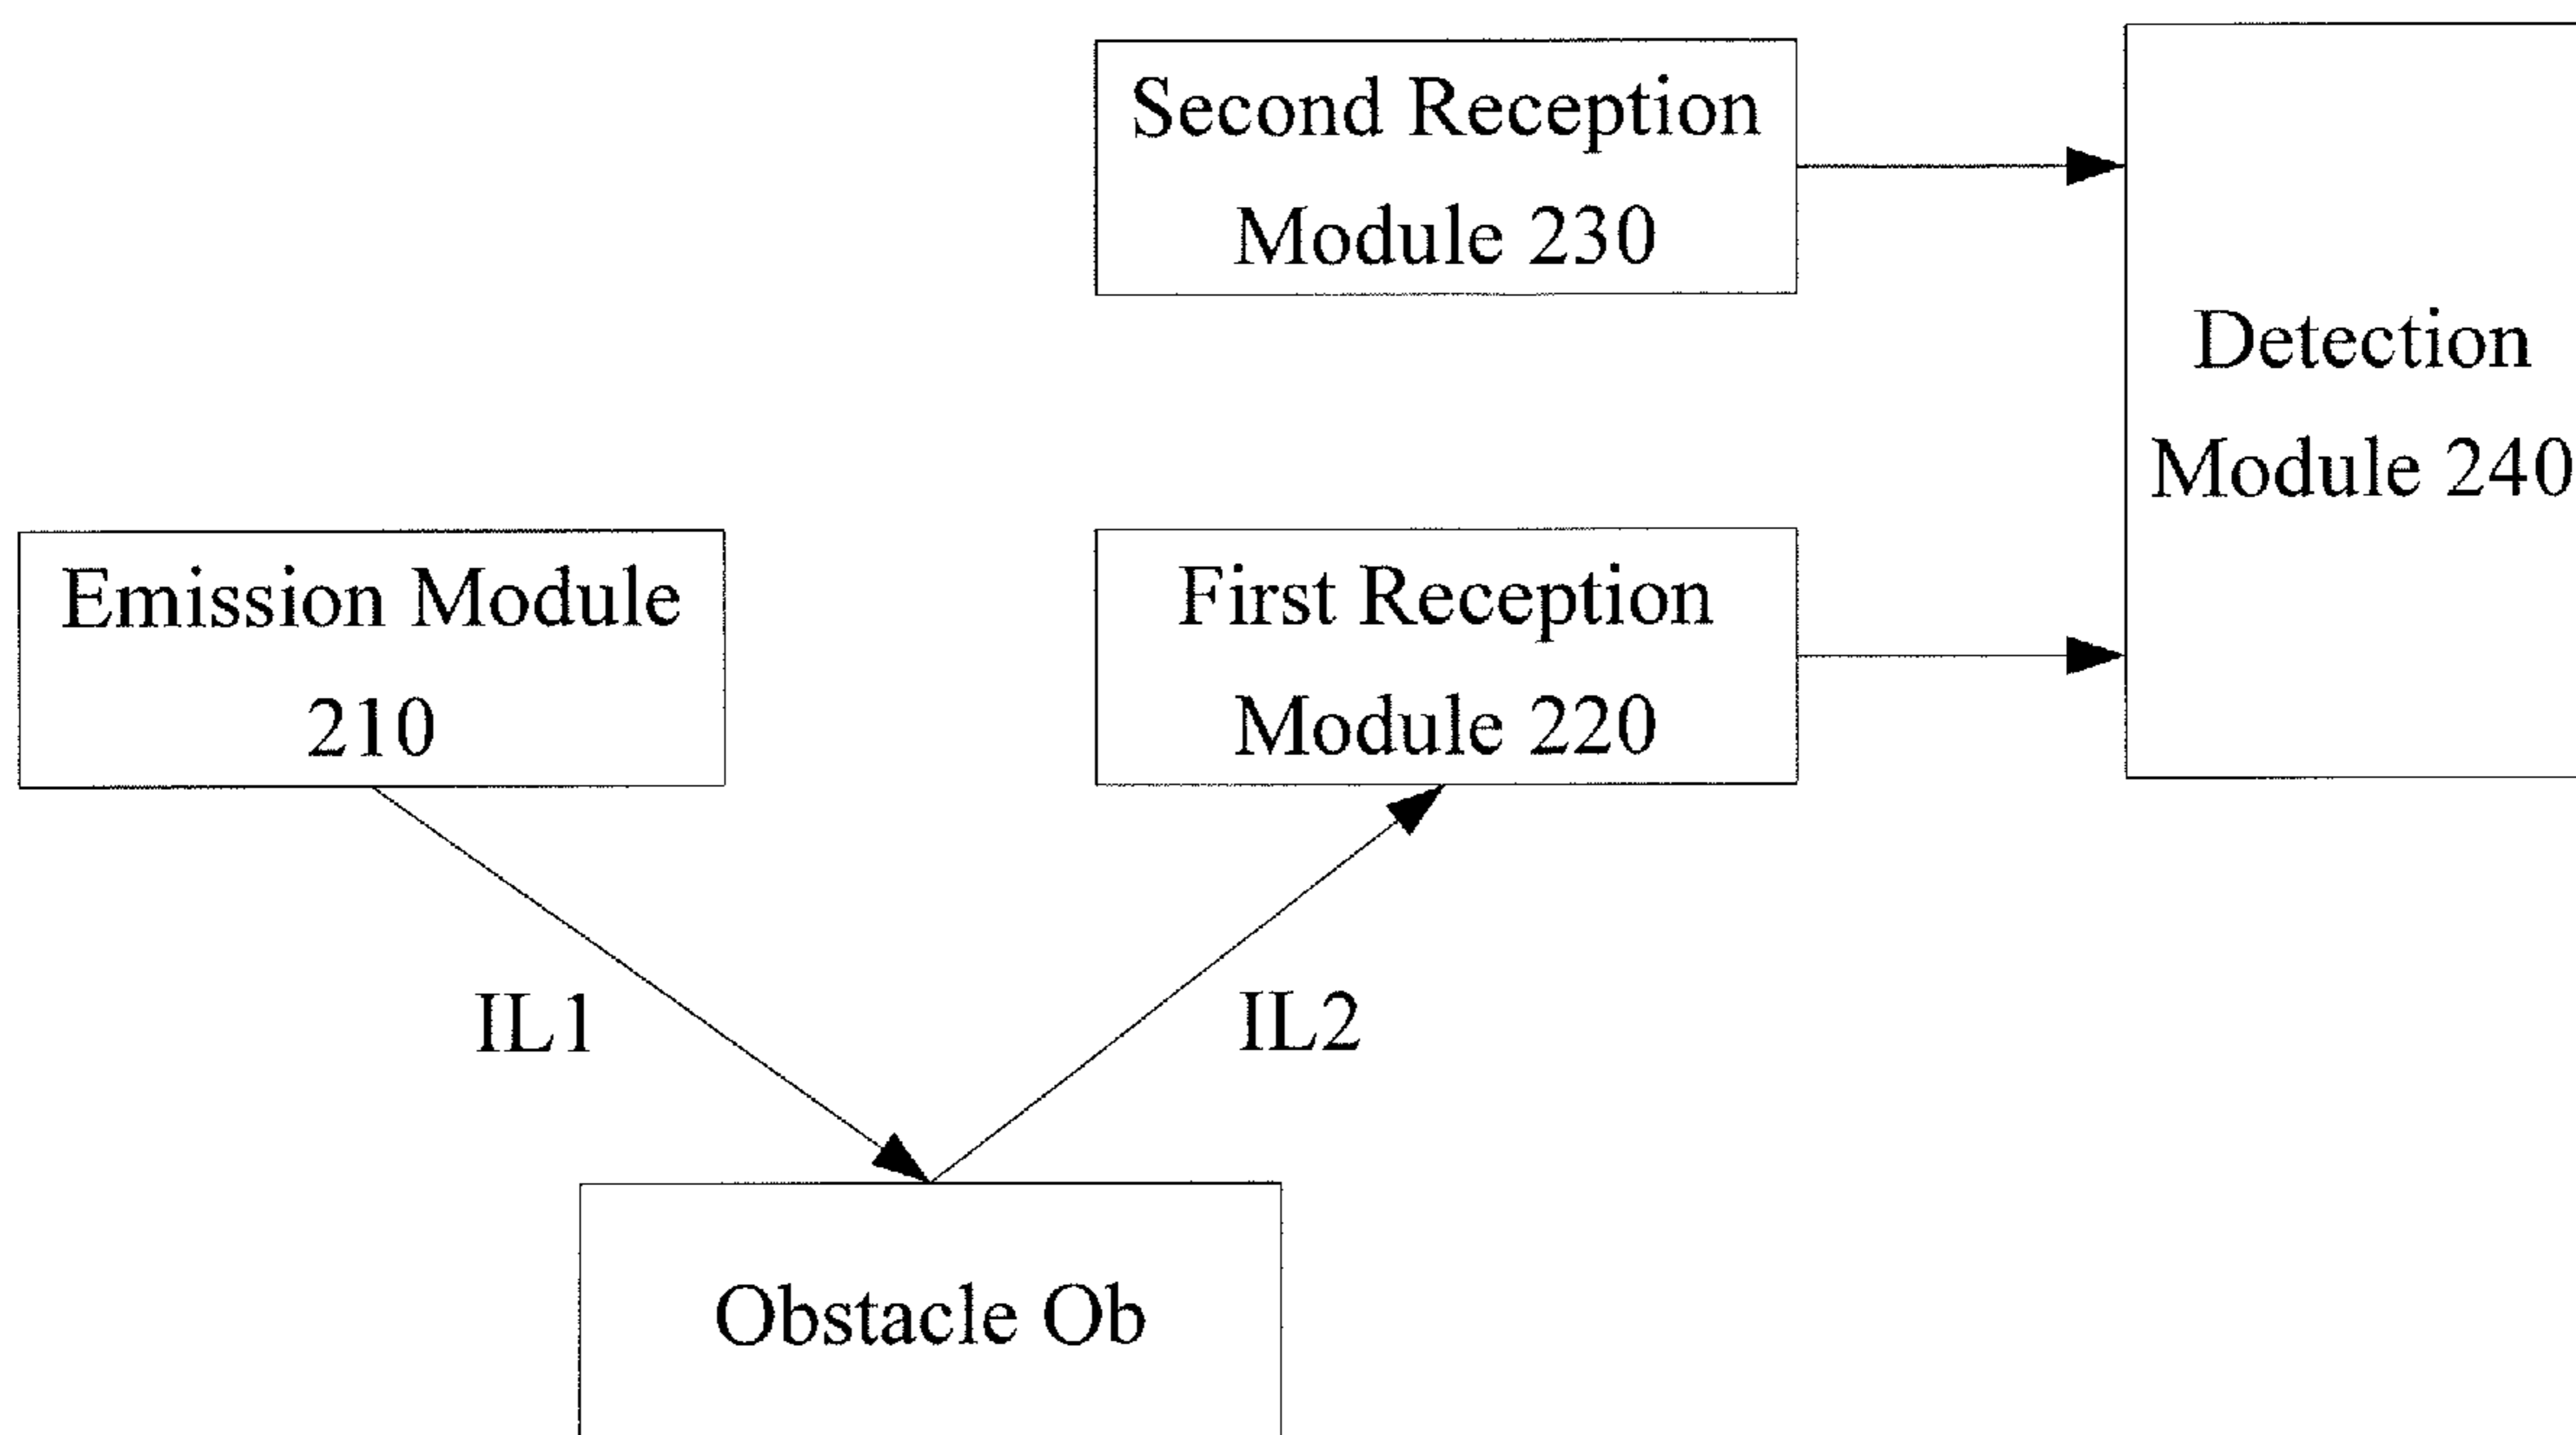 Second Reception
Module 230
Detection
Module 240
Emission Module
210
First Reception
Module 220
IL1
IL2
Obstacle Ob